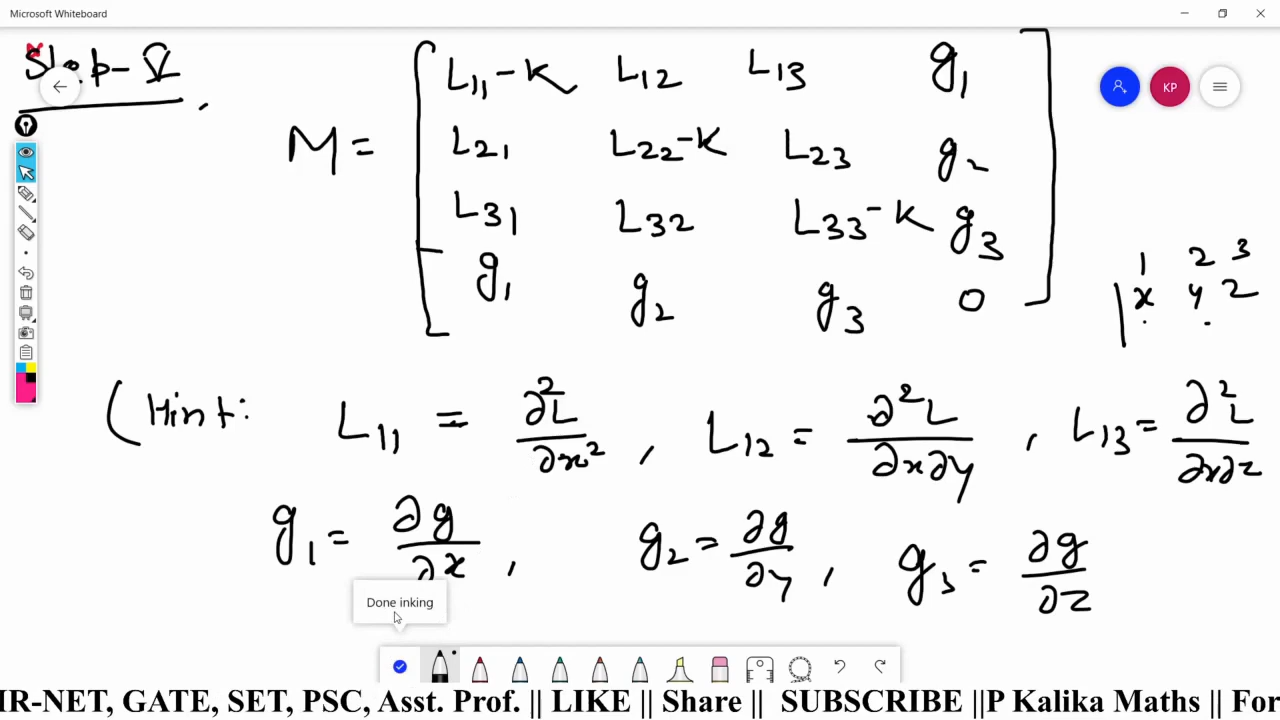 Microsoft Whiteboard
Step-V
M = [ L11-K L12 L13 g1
L21 L22-K L23 g2
L31 L32 L33-K g3
g1 g2 g3 0 ]
KP
1 2 3
x y z
(Hint: L11 = ∂²L/∂x², L12 = ∂²L/∂x∂y, L13 = ∂²L/∂x∂z
g1 = ∂g/∂x, g2 = ∂g/∂y, g3 = ∂g/∂z
Done inking
IR-NET, GATE, SET, PSC, Asst. Prof. || LIKE || Share || SUBSCRIBE ||P Kalika Maths || For